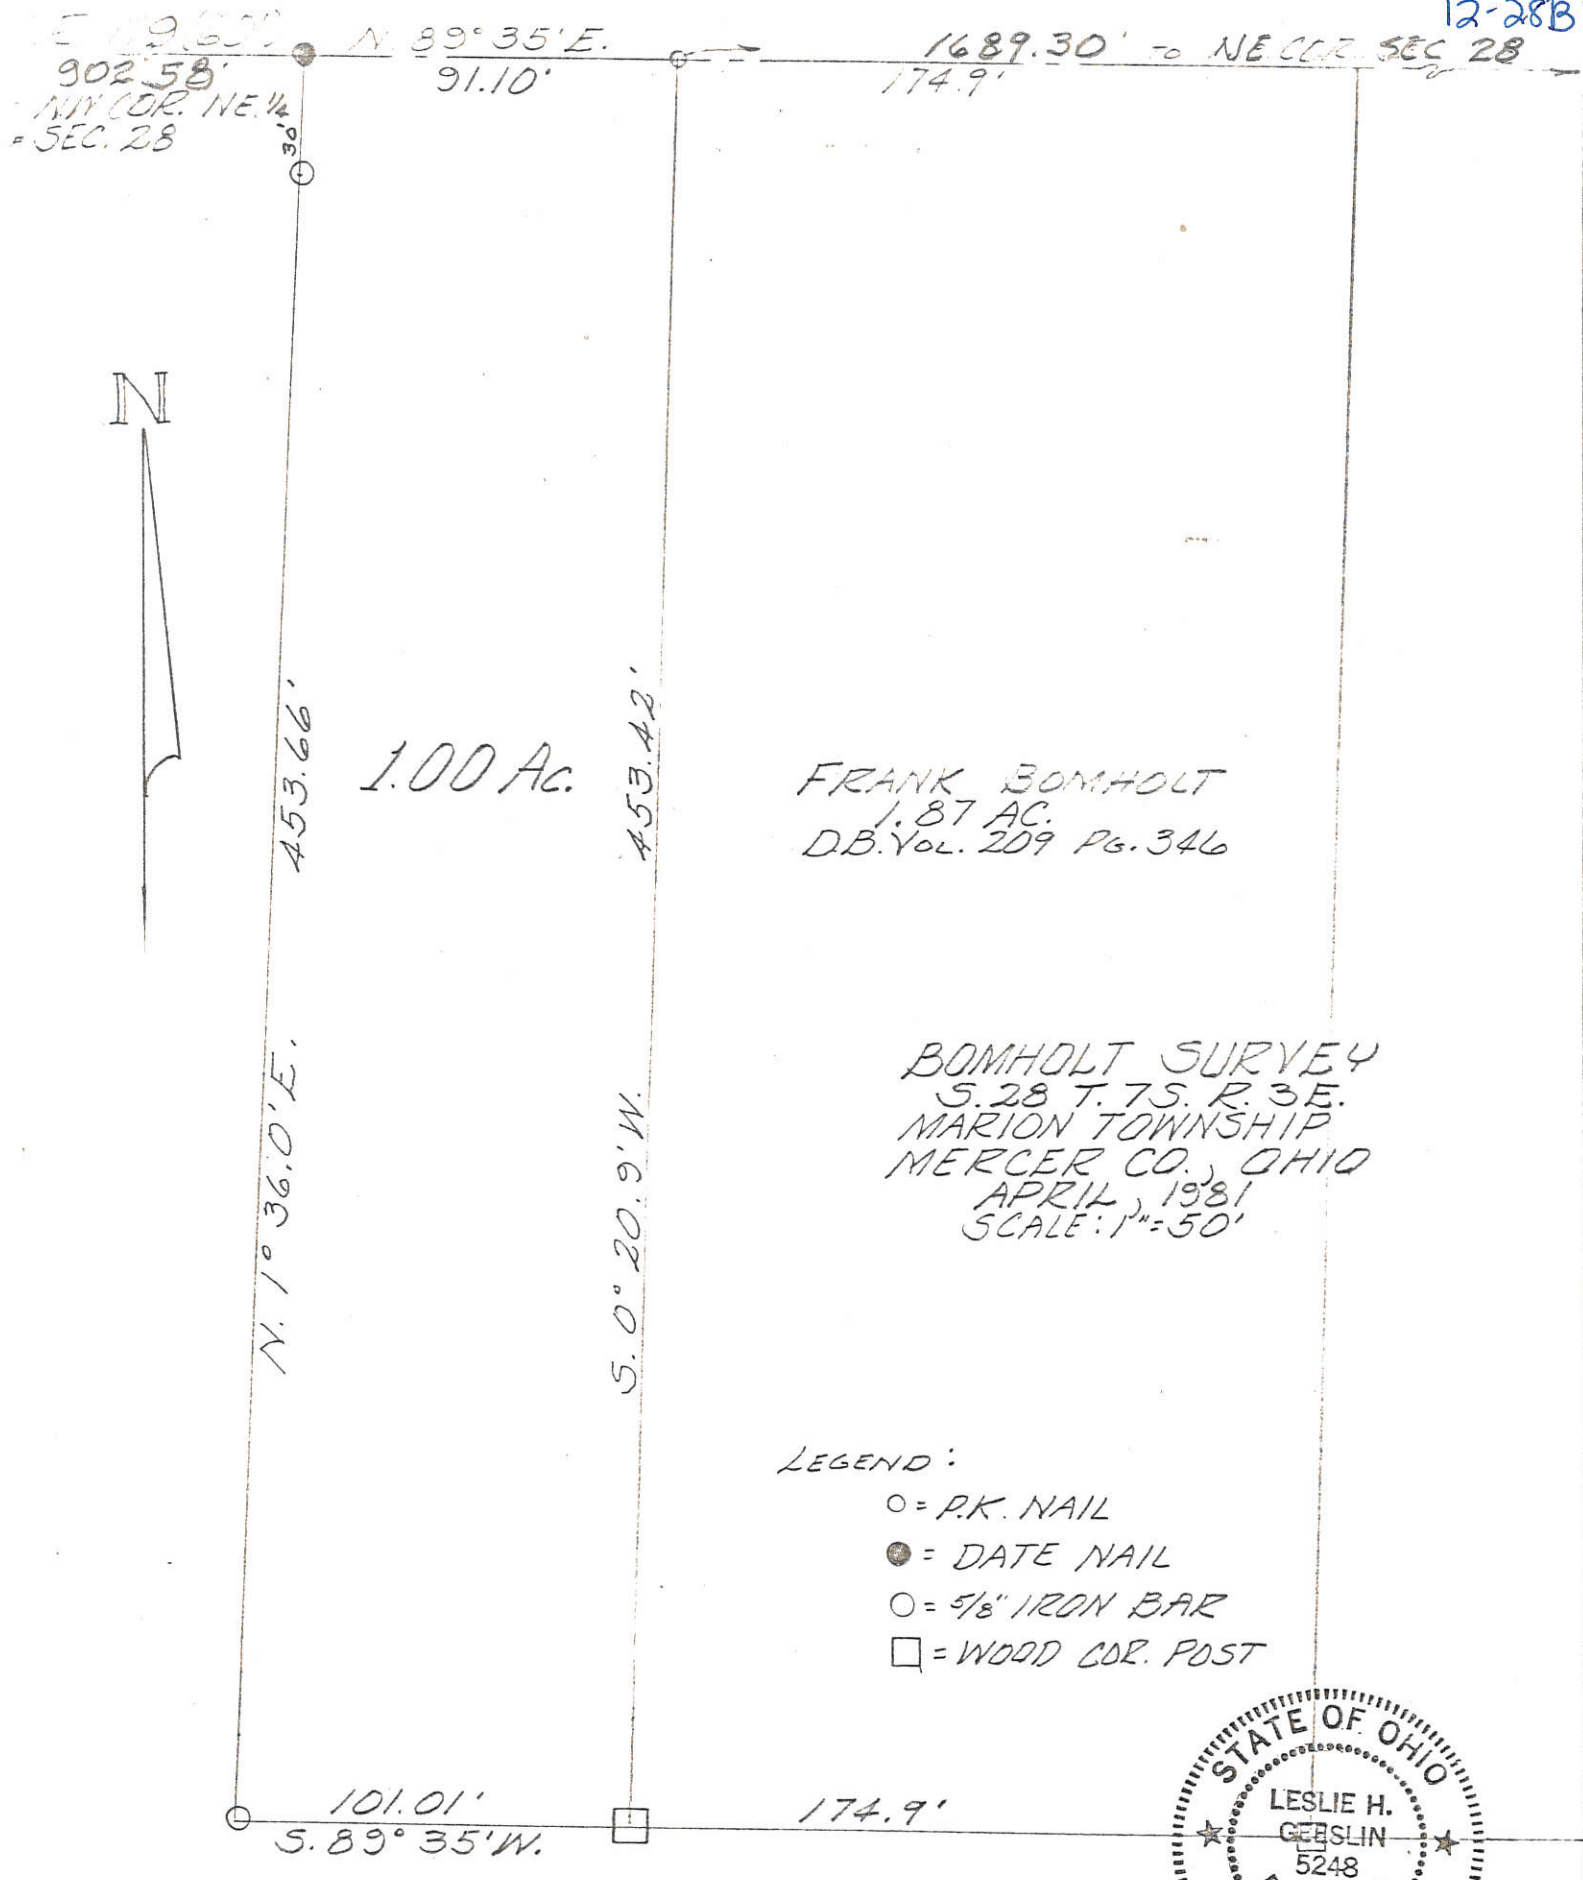 12-28B
N. 89° 35' E.
1689.30' TO NE COR. SEC 28
902.58'
91.10'
174.9'
NW COR. NE. 1/4
SEC. 28
30'
N
453.66'
453.42'
1.00 Ac.
FRANK BOMHOLT
1.87 AC.
D.B. VOL. 209 PG. 346
N. 1° 36.0' E.
S. 0° 20.9' W.
BOMHOLT SURVEY
S. 28 T. 7S. R. 3E.
MARION TOWNSHIP
MERCER CO., OHIO
APRIL, 1981
SCALE: 1"=50'
LEGEND:
O = P.K. NAIL
● = DATE NAIL
O = 5/8" IRON BAR
□ = WOOD COR. POST
101.01'
S. 89° 35' W.
174.9'
STATE OF OHIO
LESLIE H.
GEESLIN
5248